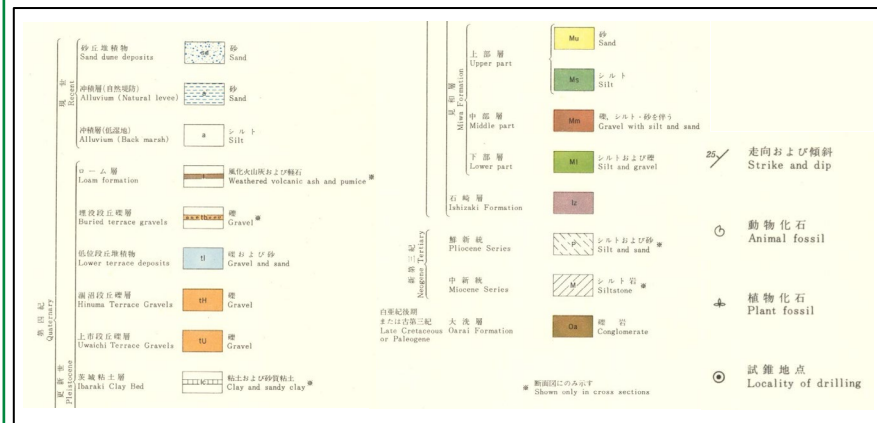 現世
Recent
砂丘堆積物
Sand dune deposits
sd
砂
Sand
沖積層(自然堤防)
Alluvium (Natural levee)
a
砂
Sand
沖積層(低湿地)
Alluvium (Back marsh)
a
シルト
Silt
第四紀
Quaternary
更新世
Pleistocene
ローム層
Loam formation
l
風化火山灰および軽石
Weathered volcanic ash and pumice ※
埋没段丘礫層
Buried terrace gravels
礫
Gravel ※
低位段丘堆積物
Lower terrace deposits
tl
礫および砂
Gravel and sand
涸沼段丘礫層
Hinuma Terrace Gravels
tH
礫
Gravel
上市段丘礫層
Uwaichi Terrace Gravels
tU
礫
Gravel
茨城粘土層
Ibaraki Clay Bed
粘土および砂質粘土
Clay and sandy clay ※
見和層
Miwa Formation
上部層
Upper part
Mu
砂
Sand
Ms
シルト
Silt
中部層
Middle part
Mm
礫, シルト・砂を伴う
Gravel with silt and sand
下部層
Lower part
Ml
シルトおよび礫
Silt and gravel
石崎層
Ishizaki Formation
Iz
新第三紀
Neogene Tertiary
鮮新統
Pliocene Series
P
シルトおよび砂
Silt and sand ※
中新統
Miocene Series
M
シルト岩
Siltstone ※
白亜紀後期
または古第三紀
Late Cretaceous
or Paleogene
大洗層
Oarai Formation
Oa
礫岩
Conglomerate
※ 断面図にのみ示す
Shown only in cross sections
25
走向および傾斜
Strike and dip
動物化石
Animal fossil
植物化石
Plant fossil
試錐地点
Locality of drilling